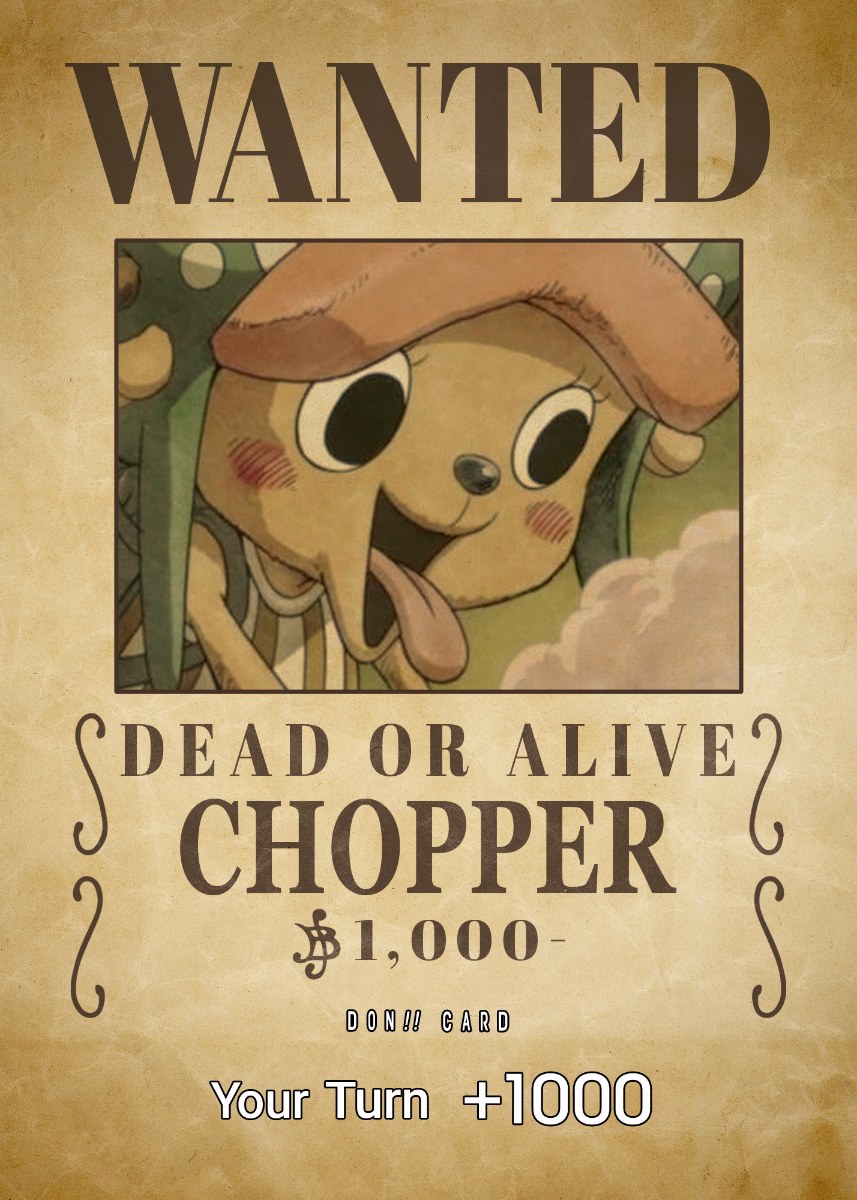 WANTED
DEAD OR ALIVE
CHOPPER
฿1,000-
DON!! CARD
Your Turn +1000